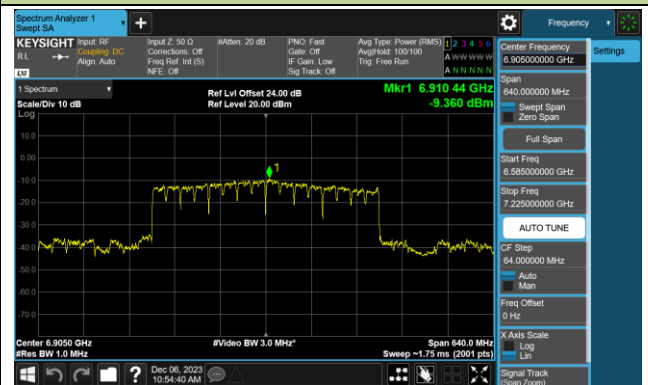 Spectrum Analyzer 1
Swept SA
Frequency
KEYSIGHT
RL
LXI
Input: RF
Coupling: DC
Align: Auto
Input Z: 50 Ω
Corrections: Off
Freq Ref: Int (S)
NFE: Off
#Atten: 20 dB
PNO: Fast
Gate: Off
IF Gain: Low
Sig Track: Off
Avg Type: Power (RMS)
Avg|Hold: 100/100
Trig: Free Run
1 2 3 4 5 6
A W W W W W
A N N N N N
1 Spectrum
Scale/Div 10 dB
Log
Ref Lvl Offset 24.00 dB
Ref Level 20.00 dBm
Mkr1 6.910 44 GHz
-9.360 dBm
1
10.0
0.00
-10.0
-20.0
-30.0
-40.0
-50.0
-60.0
-70.0
Center 6.9050 GHz
#Res BW 1.0 MHz
#Video BW 3.0 MHz*
Span 640.0 MHz
Sweep ~1.75 ms (2001 pts)
Dec 06, 2023
10:54:40 AM
Center Frequency
6.905000000 GHz
Settings
Span
640.000000 MHz
Swept Span
Zero Span
Full Span
Start Freq
6.585000000 GHz
Stop Freq
7.225000000 GHz
AUTO TUNE
CF Step
64.000000 MHz
Auto
Man
Freq Offset
0 Hz
X Axis Scale
Log
Lin
Signal Track
(Span Zoom)